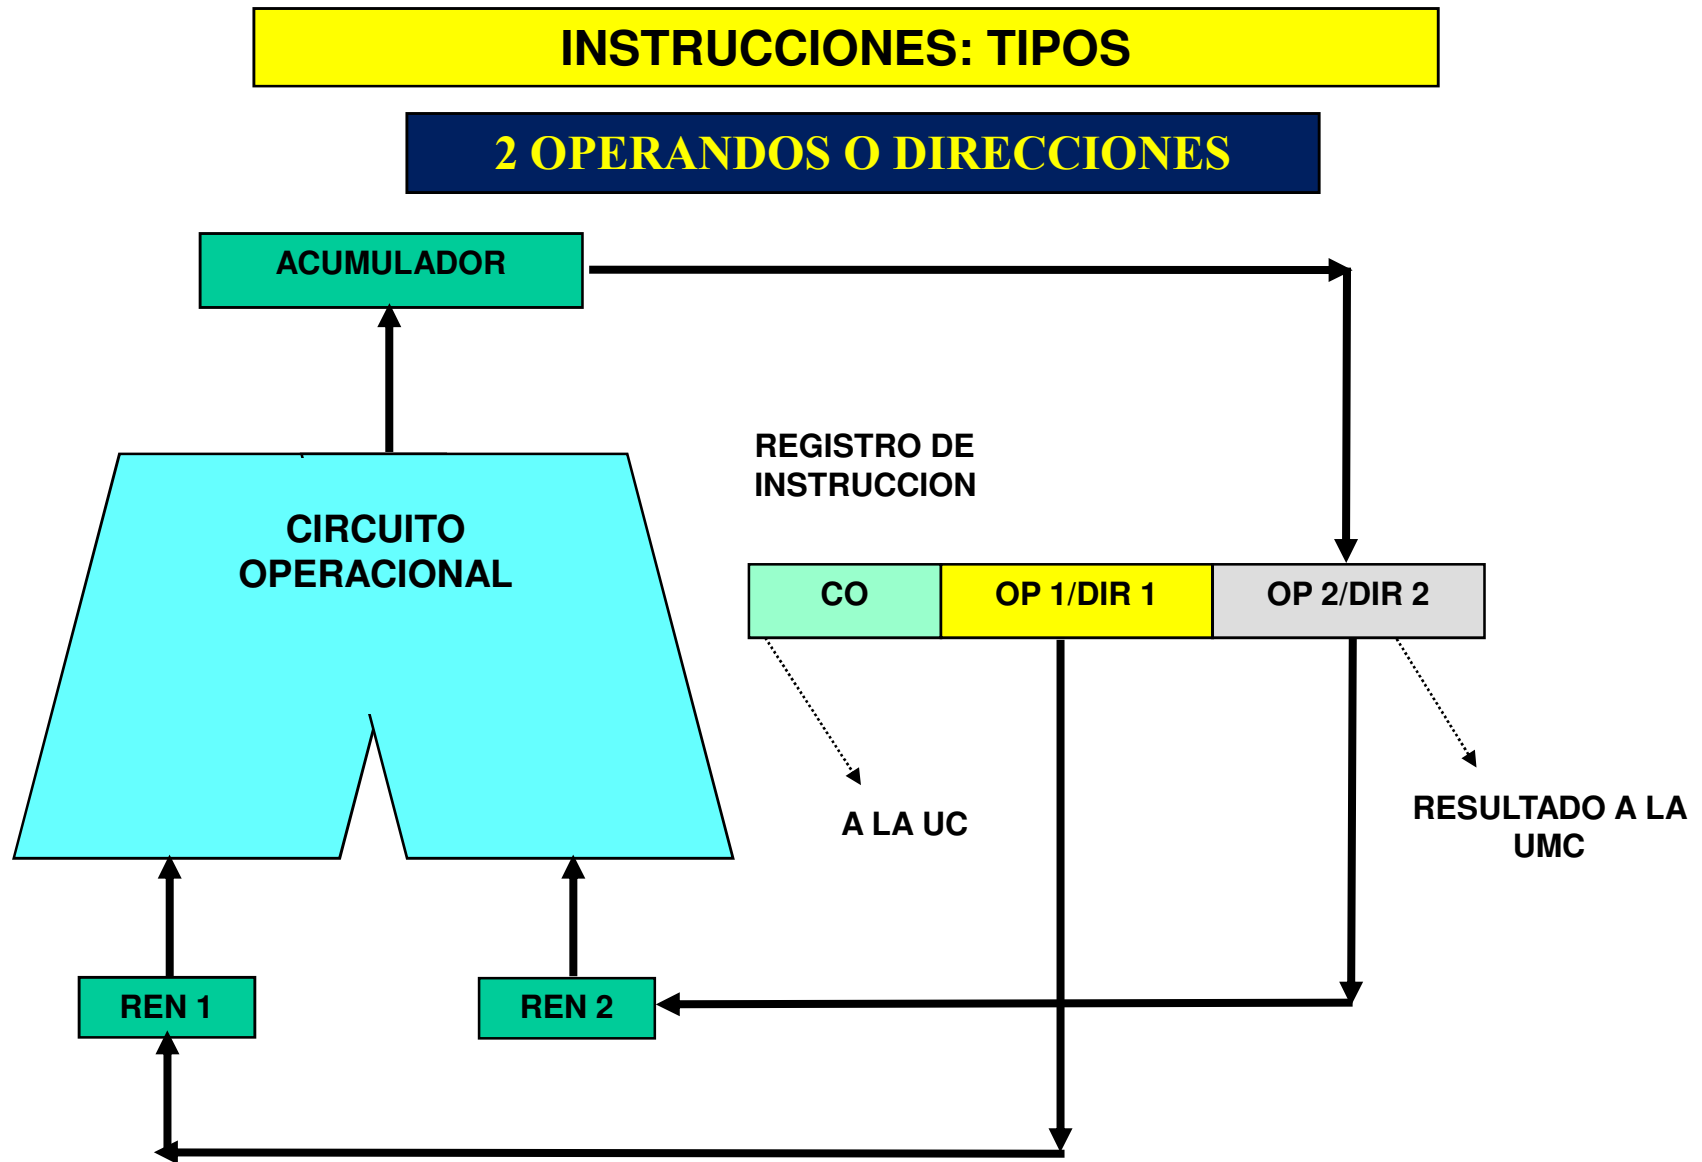 INSTRUCCIONES: TIPOS
2 OPERANDOS O DIRECCIONES
ACUMULADOR
REGISTRO DE
INSTRUCCION
CIRCUITO
OPERACIONAL
CO
OP 1/DIR 1
OP 2/DIR 2
A LA UC
RESULTADO A LA
UMC
REN 1
REN 2